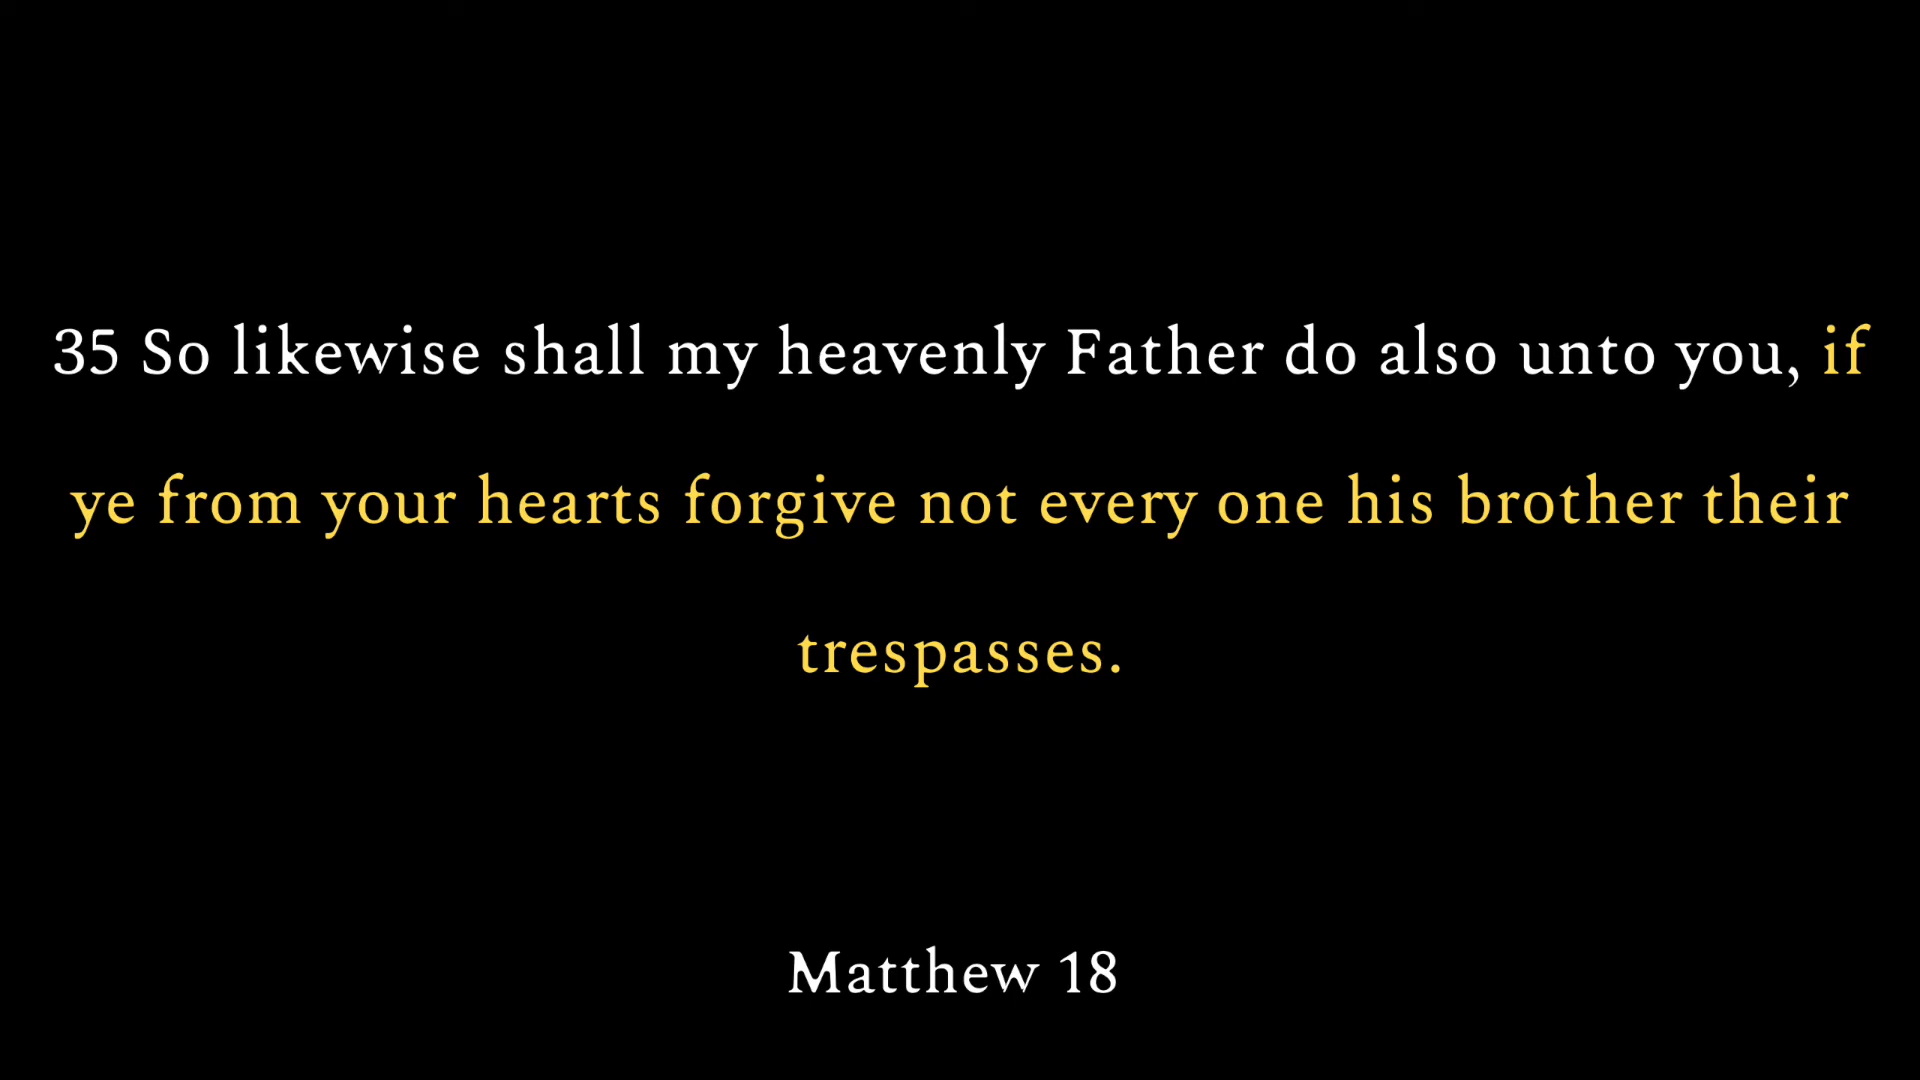 35 So likewise shall my heavenly Father do also unto you, if
ye from your hearts forgive not every one his brother their
trespasses.
Matthew 18